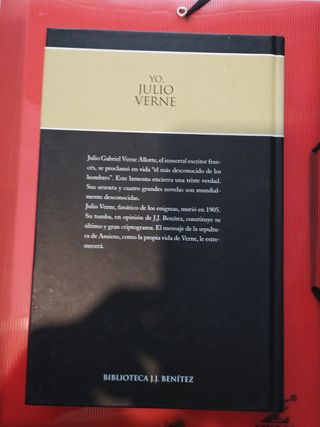 YO,
JULIO
VERNE
Julio Gabriel Verne Allotte, el inmortal escritor fran-
cés, se proclamó en vida "el más desconocido de los
hombres". Este lamento encierra una triste verdad.
Sus sesenta y cuatro grandes novelas son mundial-
mente desconocidas.
Julio Verne, fanático de los enigmas, murió en 1905.
Su tumba, en opinión de J.J. Benítez, constituye su
último y gran criptograma. El mensaje de la sepultu-
ra de Amiens, como la propia vida de Verne, le estre-
mecerá.
BIBLIOTECA J.J. BENÍTEZ